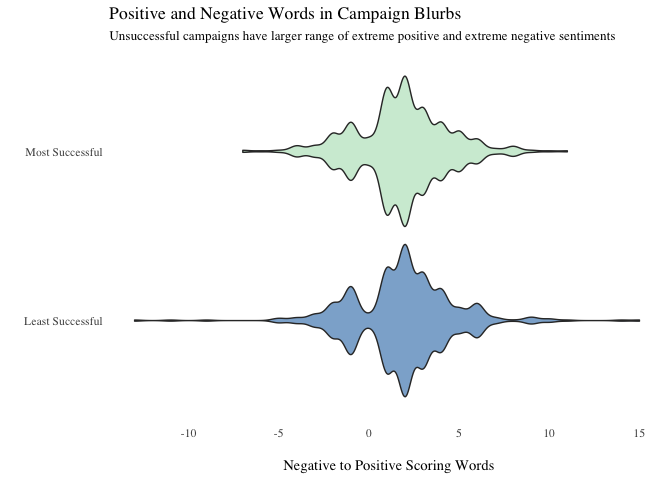 Positive and Negative Words in Campaign Blurbs
Unsuccessful campaigns have larger range of extreme positive and extreme negative sentiments
Most Successful
Least Successful
-10 -5 0 5 10 15
Negative to Positive Scoring Words